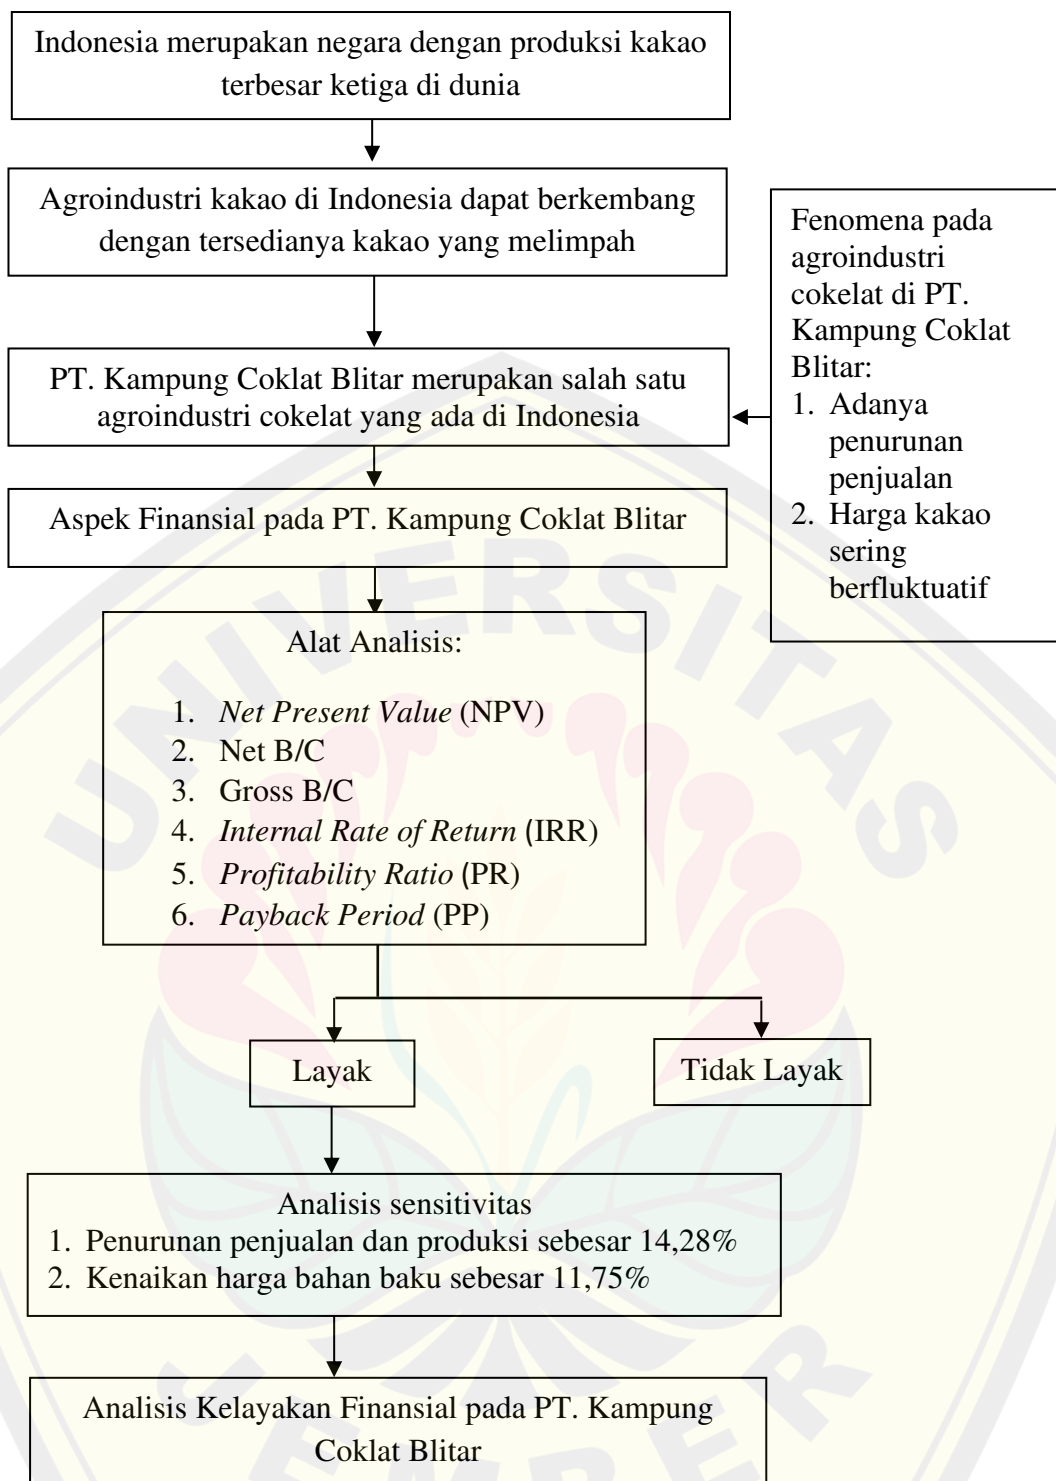 Indonesia merupakan negara dengan produksi kakao
terbesar ketiga di dunia
Agroindustri kakao di Indonesia dapat berkembang
dengan tersedianya kakao yang melimpah
PT. Kampung Coklat Blitar merupakan salah satu
agroindustri cokelat yang ada di Indonesia
Fenomena pada
agroindustri
cokelat di PT.
Kampung Coklat
Blitar:
1. Adanya
penurunan
penjualan
2. Harga kakao
sering
berfluktuatif
Aspek Finansial pada PT. Kampung Coklat Blitar
Alat Analisis:
1. Net Present Value (NPV)
2. Net B/C
3. Gross B/C
4. Internal Rate of Return (IRR)
5. Profitability Ratio (PR)
6. Payback Period (PP)
Layak
Tidak Layak
Analisis sensitivitas
1. Penurunan penjualan dan produksi sebesar 14,28%
2. Kenaikan harga bahan baku sebesar 11,75%
Analisis Kelayakan Finansial pada PT. Kampung
Coklat Blitar
UNIVERSITAS
JEMBER